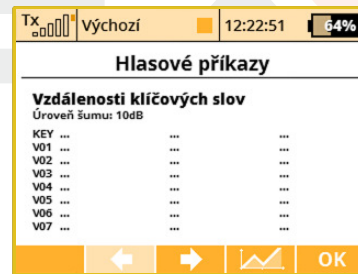 Tx Výchozí 12:22:51 64%
Hlasové příkazy
Vzdálenosti klíčových slov
Úroveň šumu: 10dB
KEY ... ... ...
V01 ... ... ...
V02 ... ... ...
V03 ... ... ...
V04 ... ... ...
V05 ... ... ...
V06 ... ... ...
V07 ... ... ...
OK